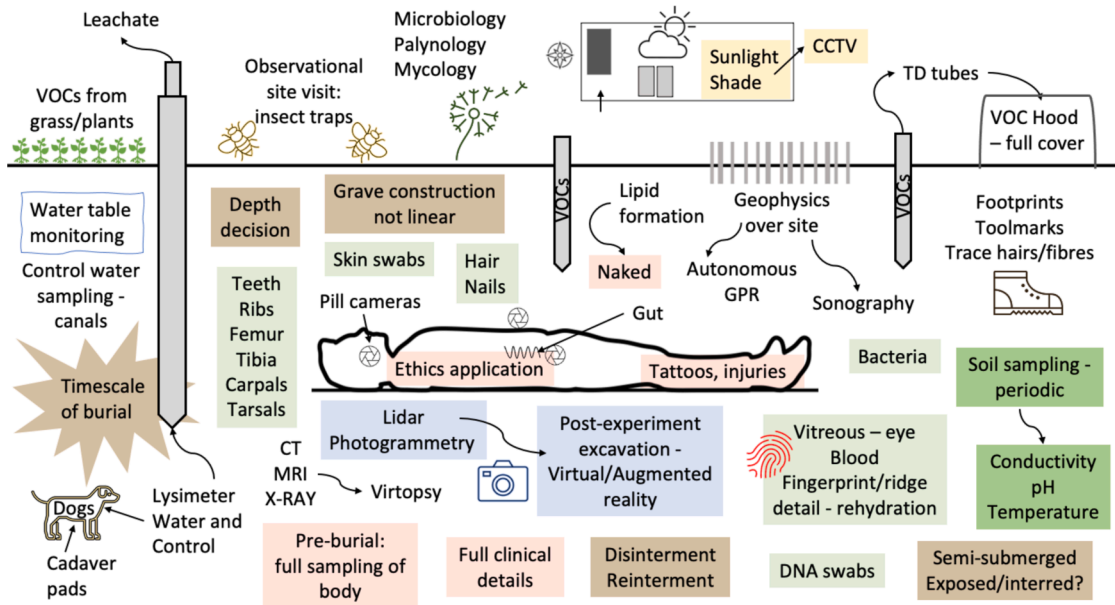 Leachate
VOCs from
grass/plants
Observational
site visit:
insect traps
Microbiology
Palynology
Mycology
Sunlight
Shade
CCTV
TD tubes
VOC Hood
– full cover
Water table
monitoring
Control water
sampling -
canals
Timescale
of burial
Dogs
Cadaver
pads
Lysimeter
Water and
Control
Depth
decision
Grave construction
not linear
Skin swabs
Hair
Nails
Teeth
Ribs
Femur
Tibia
Carpals
Tarsals
Pill cameras
VOCs
Lipid
formation
Naked
Gut
Geophysics
over site
Autonomous
GPR
Sonography
VOCs
Footprints
Toolmarks
Trace hairs/fibres
Ethics application
Tattoos, injuries
Bacteria
Soil sampling -
periodic
Conductivity
pH
Temperature
Lidar
Photogrammetry
CT
MRI
X-RAY
Virtopsy
Post-experiment
excavation -
Virtual/Augmented
reality
Vitreous – eye
Blood
Fingerprint/ridge
detail - rehydration
Pre-burial:
full sampling of
body
Full clinical
details
Disinterment
Reinterment
DNA swabs
Semi-submerged
Exposed/interred?